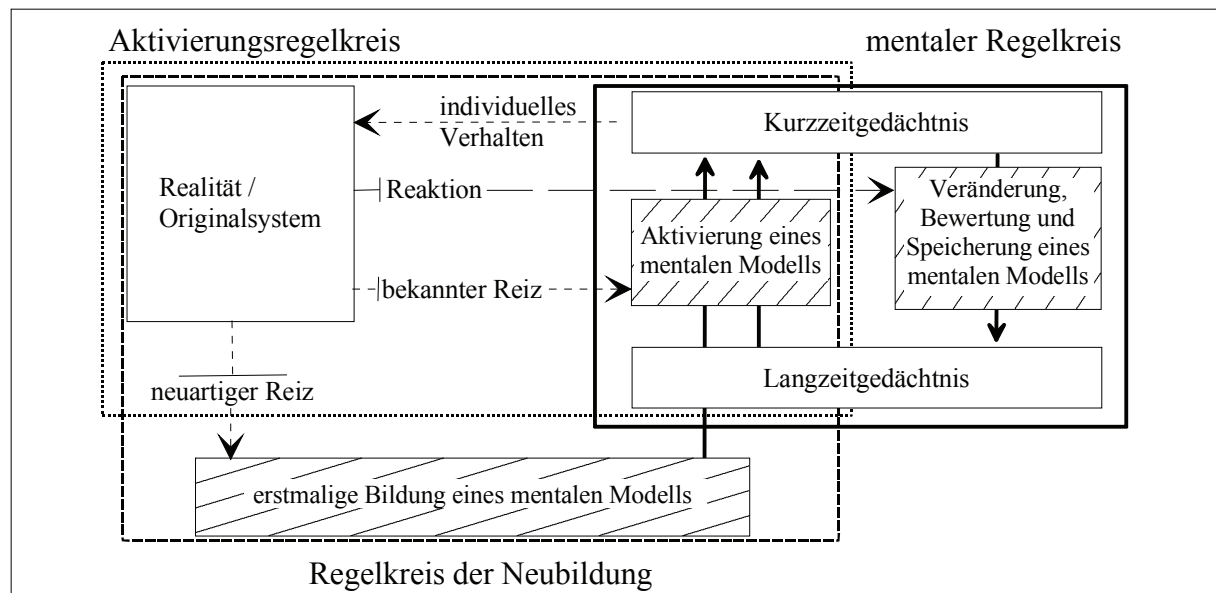 Aktivierungsregelkreis
mentaler Regelkreis
individuelles
Verhalten
Kurzzeitgedächtnis
Realität /
Originalsystem
Reaktion
Veränderung,
Bewertung und
Speicherung eines
mentalen Modells
Aktivierung eines
mentalen Modells
bekannter Reiz
Langzeitgedächtnis
neuartiger Reiz
erstmalige Bildung eines mentalen Modells
Regelkreis der Neubildung